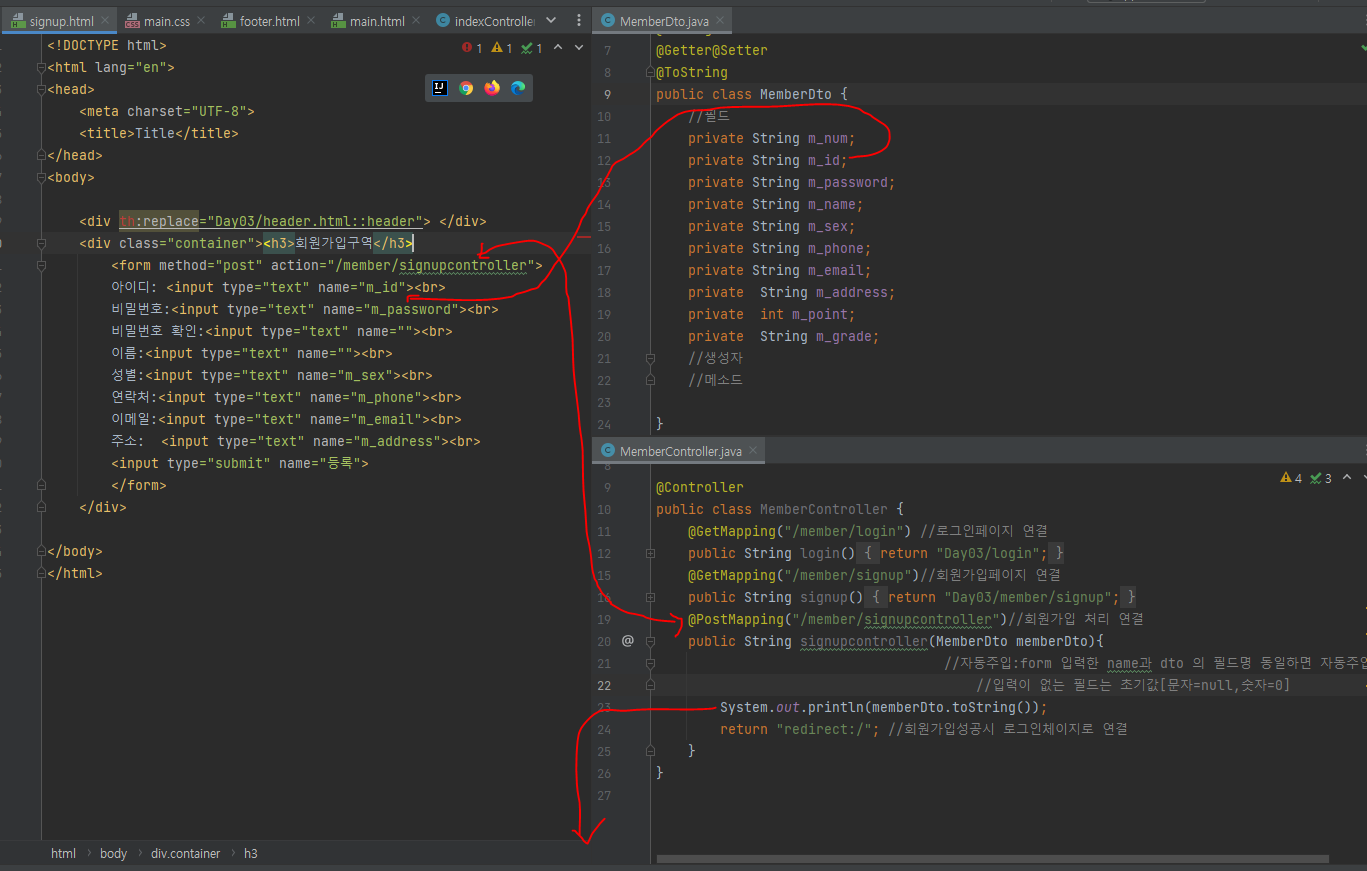 signup.html
main.css
footer.html
main.html
indexController
<!DOCTYPE html>
<html lang="en">
<head>
<meta charset="UTF-8">
<title>Title</title>
</head>
<body>
<div th:replace="Day03/header.html::header"> </div>
<div class="container"><h3>회원가입구역</h3>
<form method="post" action="/member/signupcontroller">
아이디: <input type="text" name="m_id"><br>
비밀번호:<input type="text" name="m_password"><br>
비밀번호 확인:<input type="text" name=""><br>
이름:<input type="text" name=""><br>
성별:<input type="text" name="m_sex"><br>
연락처:<input type="text" name="m_phone"><br>
이메일:<input type="text" name="m_email"><br>
주소:  <input type="text" name="m_address"><br>
<input type="submit" name="등록">
</form>
</div>
</body>
</html>
1 1 1
html > body > div.container > h3
MemberDto.java
7 @Getter@Setter
8 @ToString
9 public class MemberDto {
10 //필드
11 private String m_num;
12 private String m_id;
13 private String m_password;
14 private String m_name;
15 private String m_sex;
16 private String m_phone;
17 private String m_email;
18 private  String m_address;
19 private  int m_point;
20 private  String m_grade;
21 //생성자
22 //메소드
23
24 }
MemberController.java
4 3
8
9 @Controller
10 public class MemberController {
11 @GetMapping("/member/login") //로그인페이지 연결
12 public String login() { return "Day03/login"; }
15 @GetMapping("/member/signup")//회원가입페이지 연결
16 public String signup() { return "Day03/member/signup"; }
19 @PostMapping("/member/signupcontroller")//회원가입 처리 연결
20 @ public String signupcontroller(MemberDto memberDto){
21 //자동주입:form 입력한 name과 dto 의 필드명 동일하면 자동주입
22 //입력이 없는 필드는 초기값[문자=null,숫자=0]
23 System.out.println(memberDto.toString());
24 return "redirect:/"; //회원가입성공시 로그인체이지로 연결
25 }
26 }
27